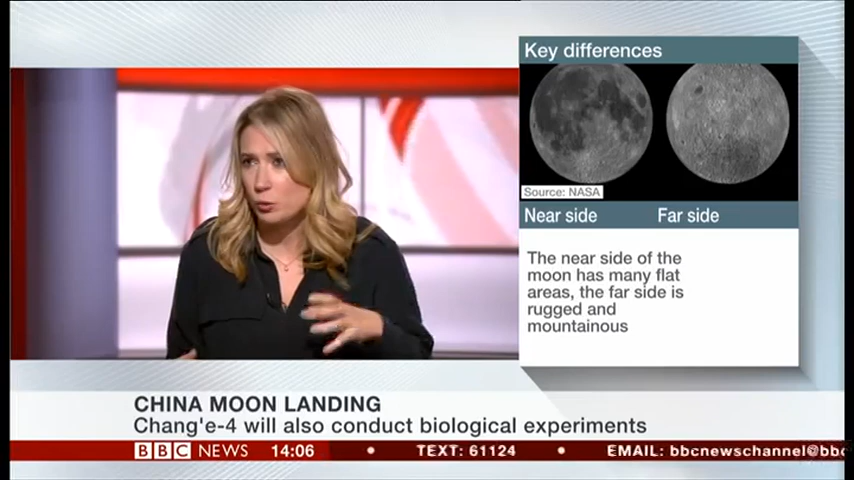 Key differences
Source: NASA
Near side Far side
The near side of the
moon has many flat
areas, the far side is
rugged and
mountainous
CHINA MOON LANDING
Chang'e-4 will also conduct biological experiments
BBC NEWS 14:06 • TEXT: 61124 • EMAIL: bbcnewschannel@bbc